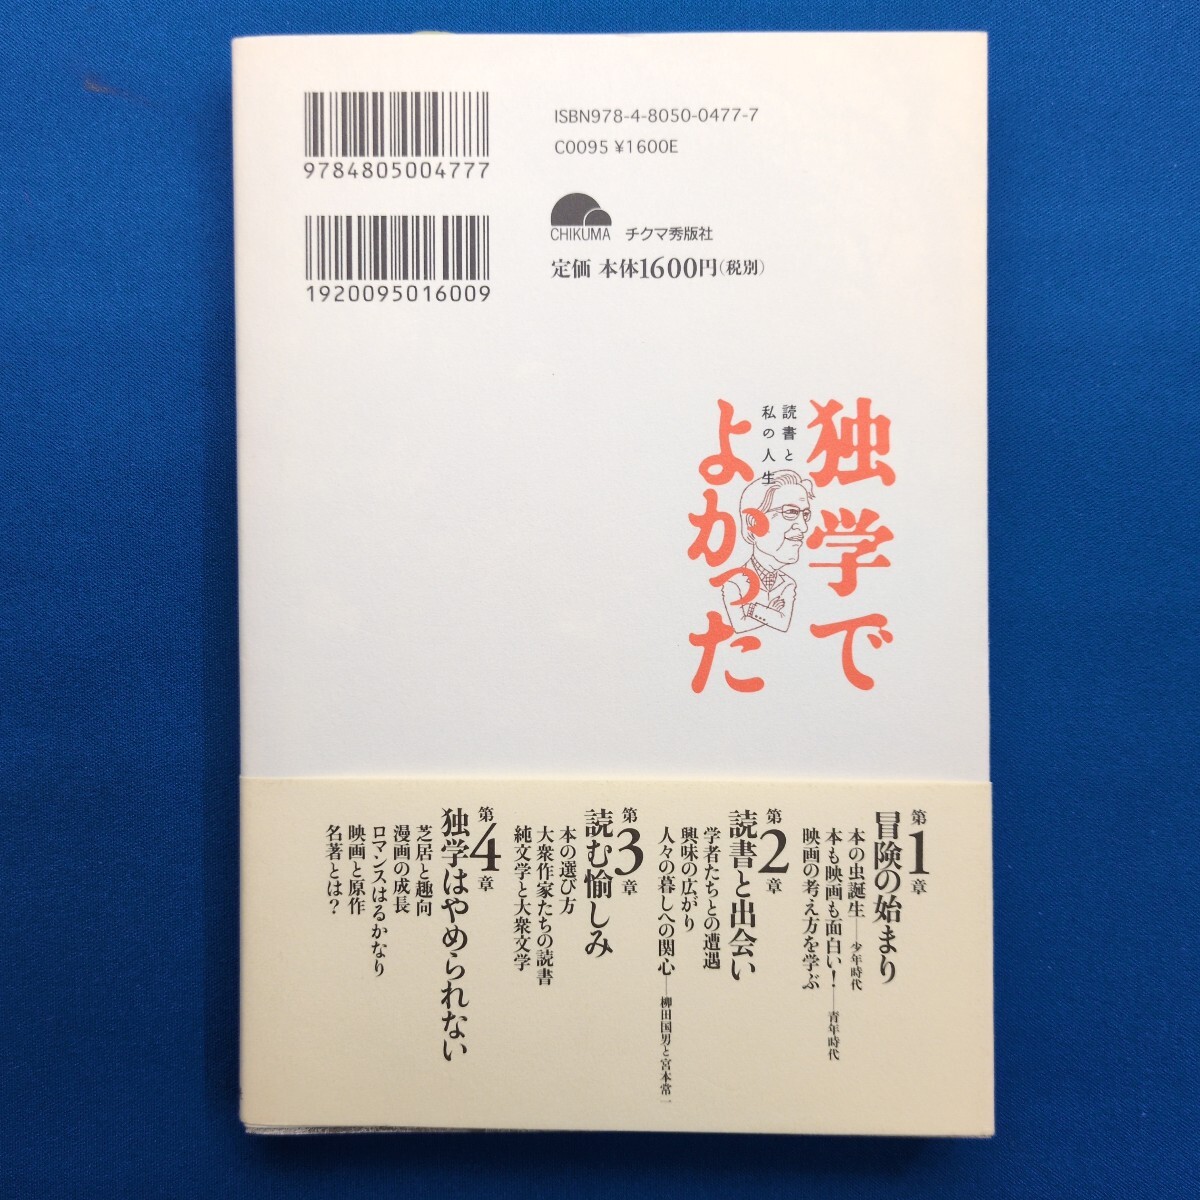 9784805004777
1920095016009
ISBN978-4-8050-0477-7
C0095 ¥1600E
CHIKUMA チクマ秀版社
定価 本体1600円(税別)
独学で
読書と
私の人生
よかった
第1章
冒険の始まり
本の虫誕生――少年時代
本も映画も面白い!――青年時代
映画の考え方を学ぶ
第2章
読書と出会い
学者たちとの遭遇
興味の広がり
人々の暮しへの関心――柳田国男と宮本常一
第3章
読む愉しみ
本の選び方
大衆作家たちの読書
純文学と大衆文学
第4章
独学はやめられない
芝居と趣向
漫画の成長
ロマンスはるかなり
映画と原作
名著とは?